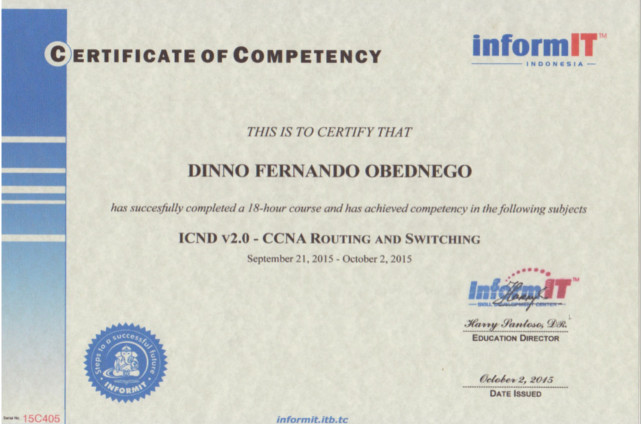 CERTIFICATE OF COMPETENCY
informIT™
INDONESIA
THIS IS TO CERTIFY THAT
DINNO FERNANDO OBEDNEGO
has succesfully completed a 18-hour course and has achieved competency in the following subjects
ICND v2.0 - CCNA ROUTING AND SWITCHING
September 21, 2015 - October 2, 2015
InformIT™
SKILL DEVELOPMENT CENTER
Harry Santoso, DR.
EDUCATION DIRECTOR
Steps to a successful future
INFORMIT
October 2, 2015
DATE ISSUED
Serial No. 15C405
informit.itb.tc